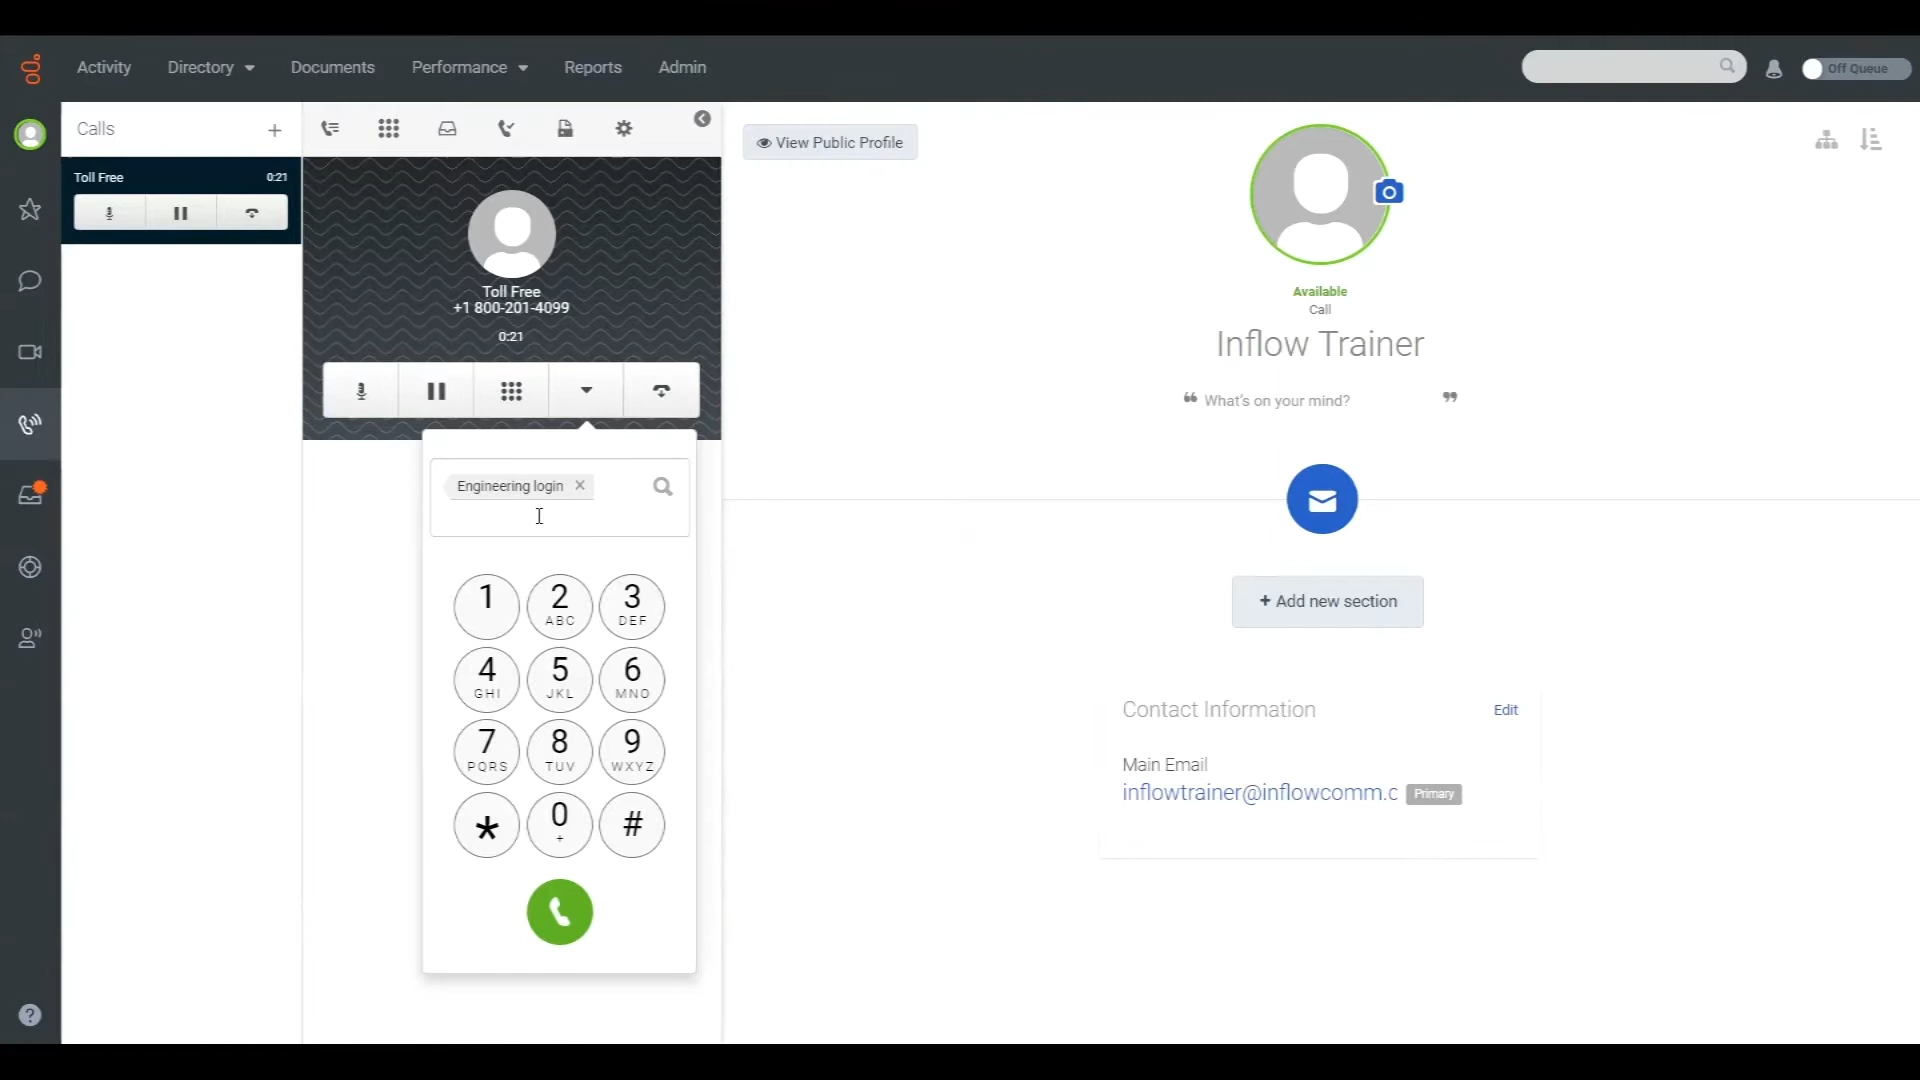 Activity
Directory
Documents
Performance
Reports
Admin
Off Queue
Calls
Toll Free
0:21
Toll Free
+1 800-201-4099
0:21
Engineering login
1
2
ABC
3
DEF
4
GHI
5
JKL
6
MNO
7
PQRS
8
TUV
9
WXYZ
*
0
+
#
View Public Profile
Available
Call
Inflow Trainer
❝ What's on your mind? ❞
+ Add new section
Contact Information
Edit
Main Email
inflowtrainer@inflowcomm.c
Primary